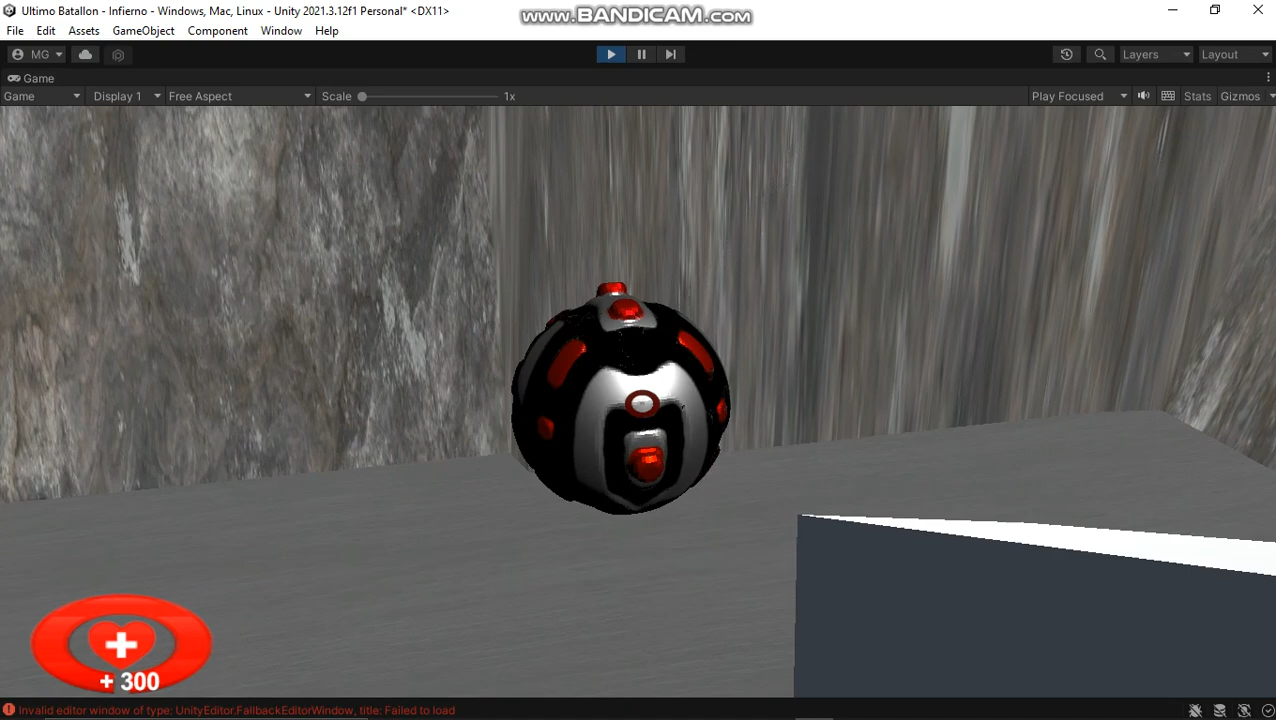 Ultimo Batallon - Infierno - Windows, Mac, Linux - Unity 2021.3.12f1 Personal* <DX11>
www.BANDICAM.com
File Edit Assets GameObject Component Window Help
MG Layers Layout
Game
Game Display 1 Free Aspect Scale 1x Play Focused Stats Gizmos
+ 300
Invalid editor window of type: UnityEditor.FallbackEditorWindow, title: Failed to load